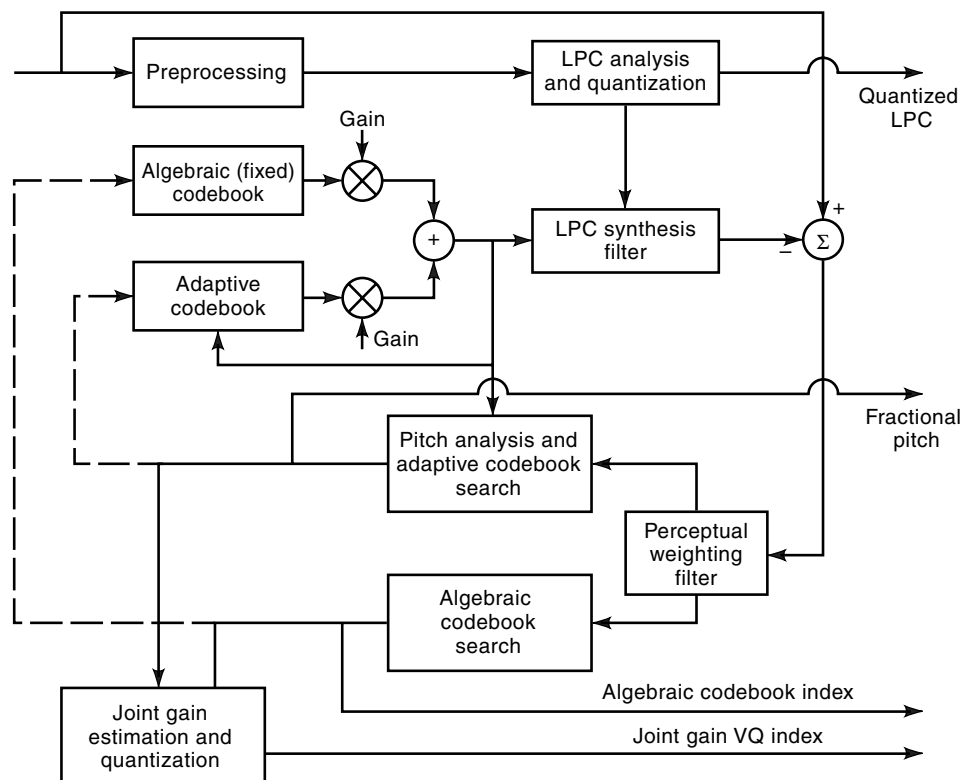 Preprocessing
LPC analysis
and quantization
Quantized
LPC
Gain
Algebraic (fixed)
codebook
+
LPC synthesis
filter
+
−
Σ
Adaptive
codebook
Gain
Fractional
pitch
Pitch analysis and
adaptive codebook
search
Perceptual
weighting
filter
Algebraic
codebook
search
Algebraic codebook index
Joint gain
estimation and
quantization
Joint gain VQ index